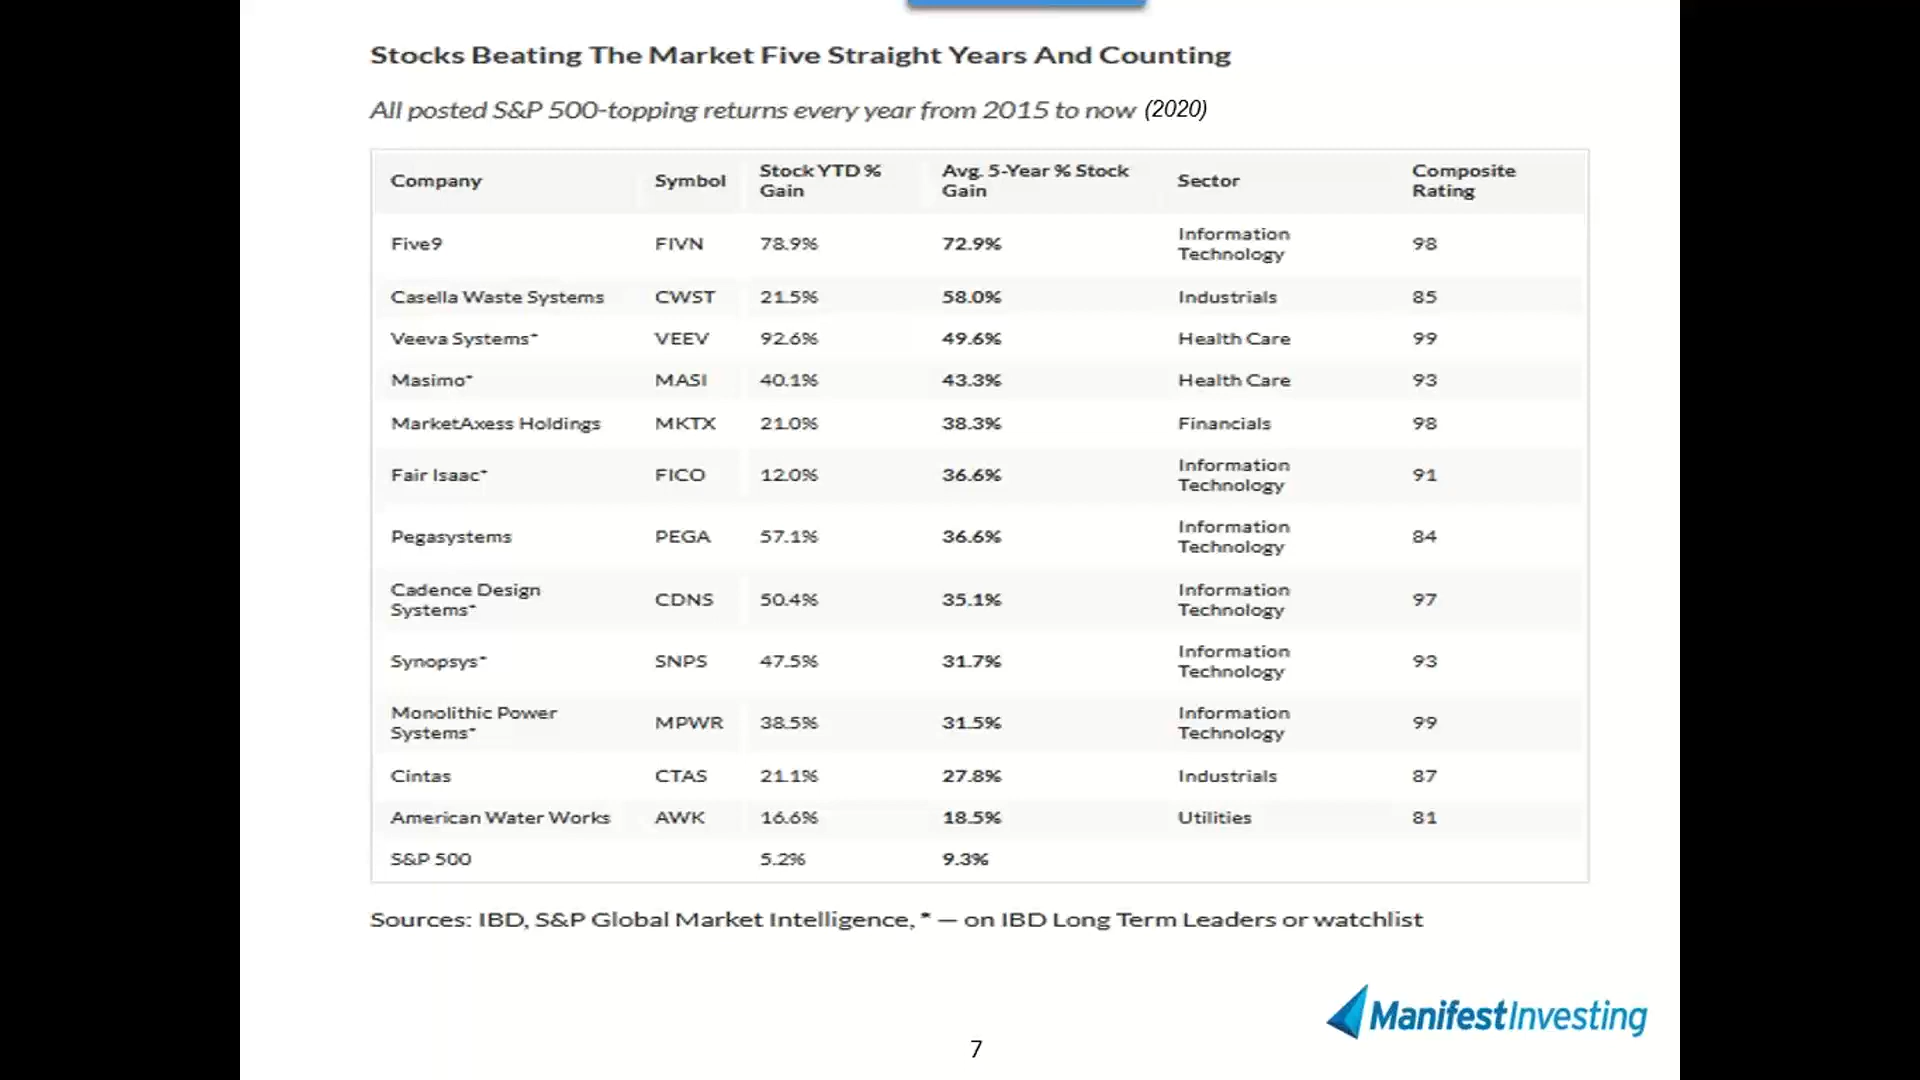 Stocks Beating The Market Five Straight Years And Counting
All posted S&P 500-topping returns every year from 2015 to now (2020)
Company Symbol Stock YTD % Gain Avg. 5-Year % Stock Gain Sector Composite Rating
Five9 FIVN 78.9% 72.9% Information Technology 98
Casella Waste Systems CWST 21.5% 58.0% Industrials 85
Veeva Systems* VEEV 92.6% 49.6% Health Care 99
Masimo* MASI 40.1% 43.3% Health Care 93
MarketAxess Holdings MKTX 21.0% 38.3% Financials 98
Fair Isaac* FICO 12.0% 36.6% Information Technology 91
Pegasystems PEGA 57.1% 36.6% Information Technology 84
Cadence Design Systems* CDNS 50.4% 35.1% Information Technology 97
Synopsys* SNPS 47.5% 31.7% Information Technology 93
Monolithic Power Systems* MPWR 38.5% 31.5% Information Technology 99
Cintas CTAS 21.1% 27.8% Industrials 87
American Water Works AWK 16.6% 18.5% Utilities 81
S&P 500 5.2% 9.3%
Sources: IBD, S&P Global Market Intelligence, * — on IBD Long Term Leaders or watchlist
ManifestInvesting
7